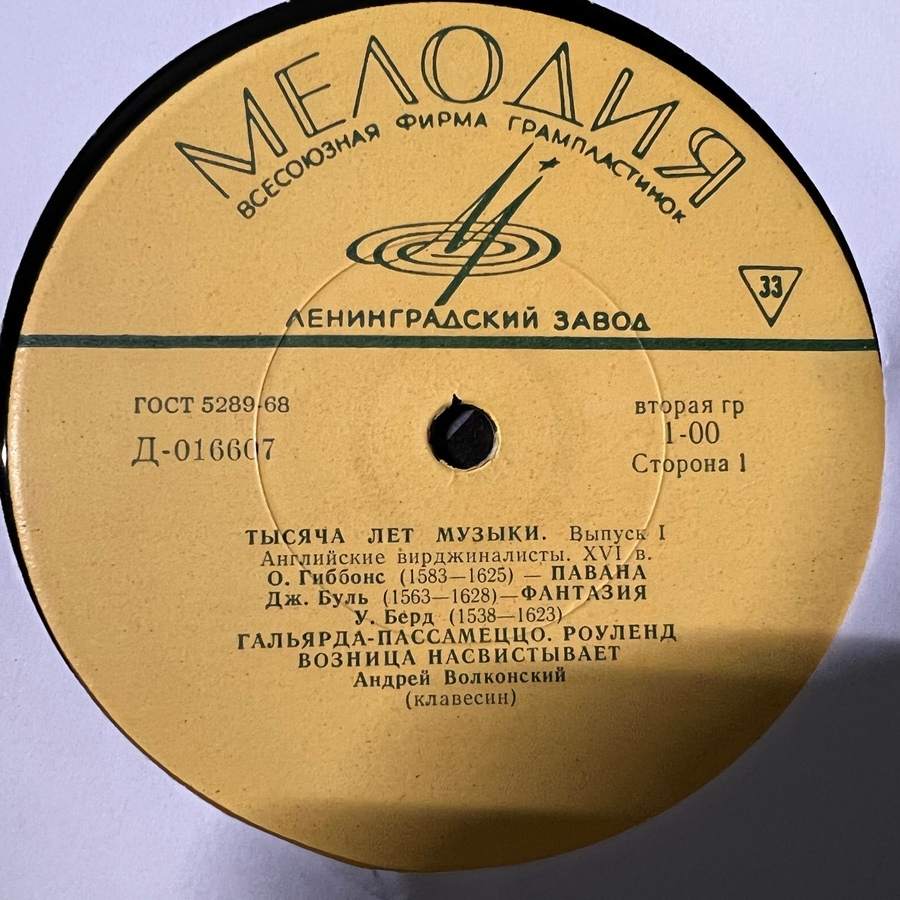 МЕЛОДИЯ
ВСЕСОЮЗНАЯ ФИРМА ГРАМПЛАСТИНОК
33
ЛЕНИНГРАДСКИЙ ЗАВОД
ГОСТ 5289-68
вторая гр
Д-016607
1-00
Сторона 1
ТЫСЯЧА ЛЕТ МУЗЫКИ. Выпуск I
Английские вирджиналисты. XVI в.
О. Гиббонс (1583—1625) — ПАВАНА
Дж. Буль (1563—1628)—ФАНТАЗИЯ
У. Берд (1538—1623)
ГАЛЬЯРДА-ПАССАМЕЦЦО. РОУЛЕНД
ВОЗНИЦА НАСВИСТЫВАЕТ
Андрей Волконский
(клавесин)